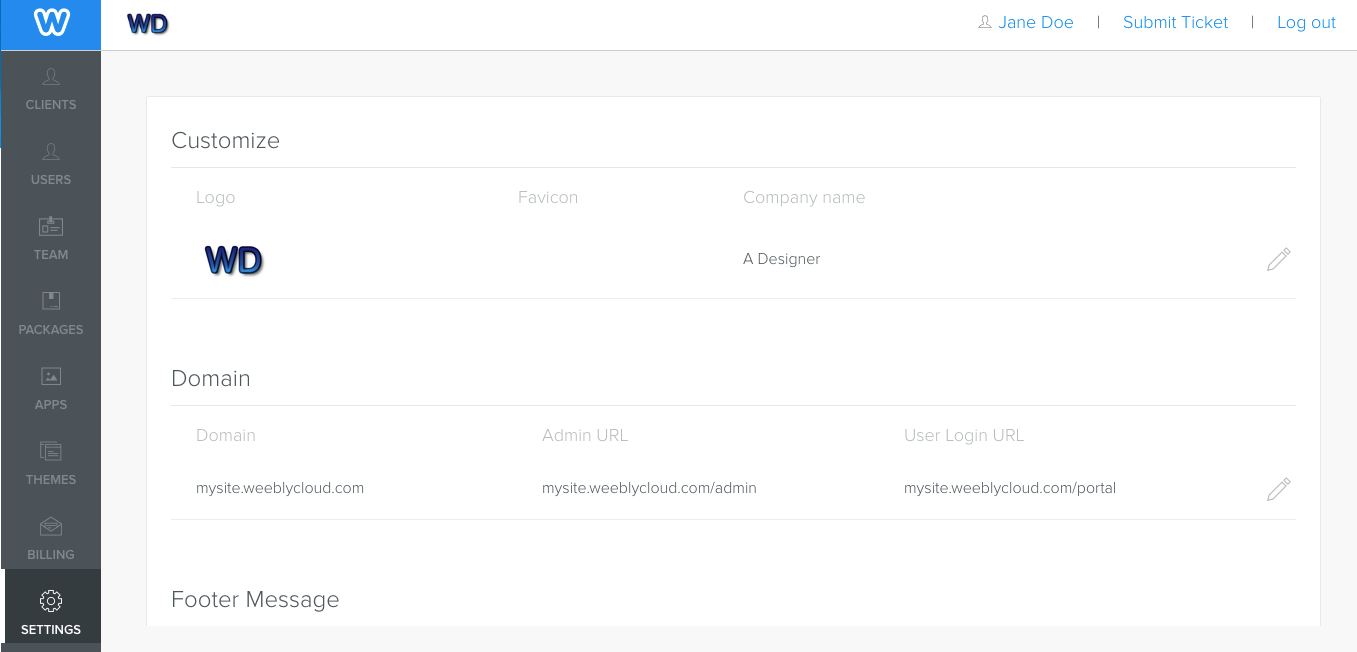 WD
Jane Doe | Submit Ticket | Log out
CLIENTS
USERS
TEAM
PACKAGES
APPS
THEMES
BILLING
SETTINGS
Customize
Logo Favicon Company name
WD A Designer
Domain
Domain Admin URL User Login URL
mysite.weeblycloud.com mysite.weeblycloud.com/admin mysite.weeblycloud.com/portal
Footer Message